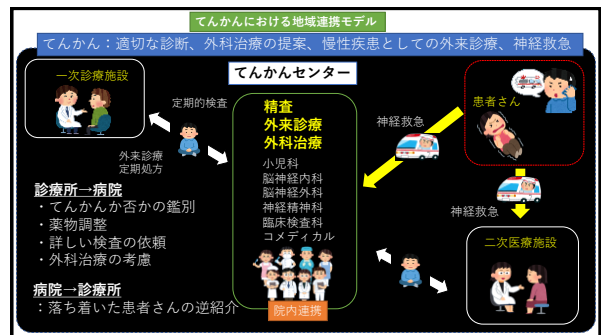 てんかんにおける地域連携モデル
てんかん：適切な診断、外科治療の提案、慢性疾患としての外来診療、神経救急
一次診療施設
定期的検査
外来診療
定期処方
診療所→病院
・てんかんか否かの鑑別
・薬物調整
・詳しい検査の依頼
・外科治療の考慮
病院→診療所
：落ち着いた患者さんの逆紹介
てんかんセンター
精査
外来診療
外科治療
小児科
脳神経内科
脳神経外科
神経精神科
臨床検査科
コメディカル
院内連携
神経救急
患者さん
神経救急
二次医療施設